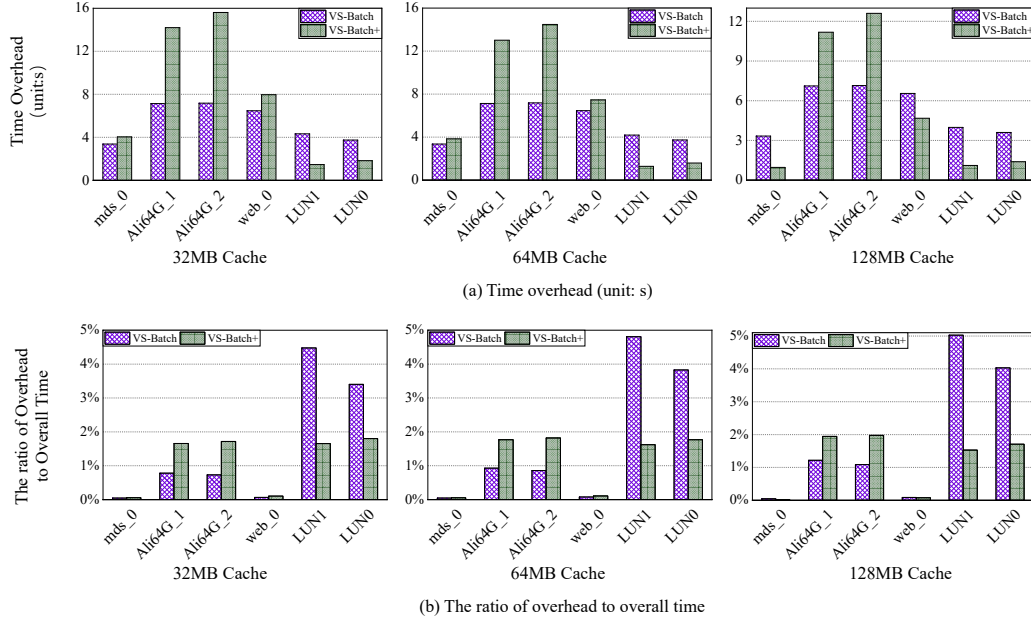 Time Overhead
(unit:s)
16
12
8
4
0
VS-Batch
VS-Batch+
mds_0
Ali64G_1
Ali64G_2
web_0
LUN1
LUN0
32MB Cache
16
12
8
4
0
VS-Batch
VS-Batch+
mds_0
Ali64G_1
Ali64G_2
web_0
LUN1
LUN0
64MB Cache
12
9
6
3
0
VS-Batch
VS-Batch+
mds_0
Ali64G_1
Ali64G_2
web_0
LUN1
LUN0
128MB Cache
(a) Time overhead (unit: s)
The ratio of Overhead
to Overall Time
5%
4%
3%
2%
1%
0%
VS-Batch VS-Batch+
mds_0
Ali64G_1
Ali64G_2
web_0
LUN1
LUN0
32MB Cache
5%
4%
3%
2%
1%
0%
VS-Batch VS-Batch+
mds_0
Ali64G_1
Ali64G_2
web_0
LUN1
LUN0
64MB Cache
5%
4%
3%
2%
1%
0%
VS-Batch VS-Batch+
mds_0
Ali64G_1
Ali64G_2
web_0
LUN1
LUN0
128MB Cache
(b) The ratio of overhead to overall time